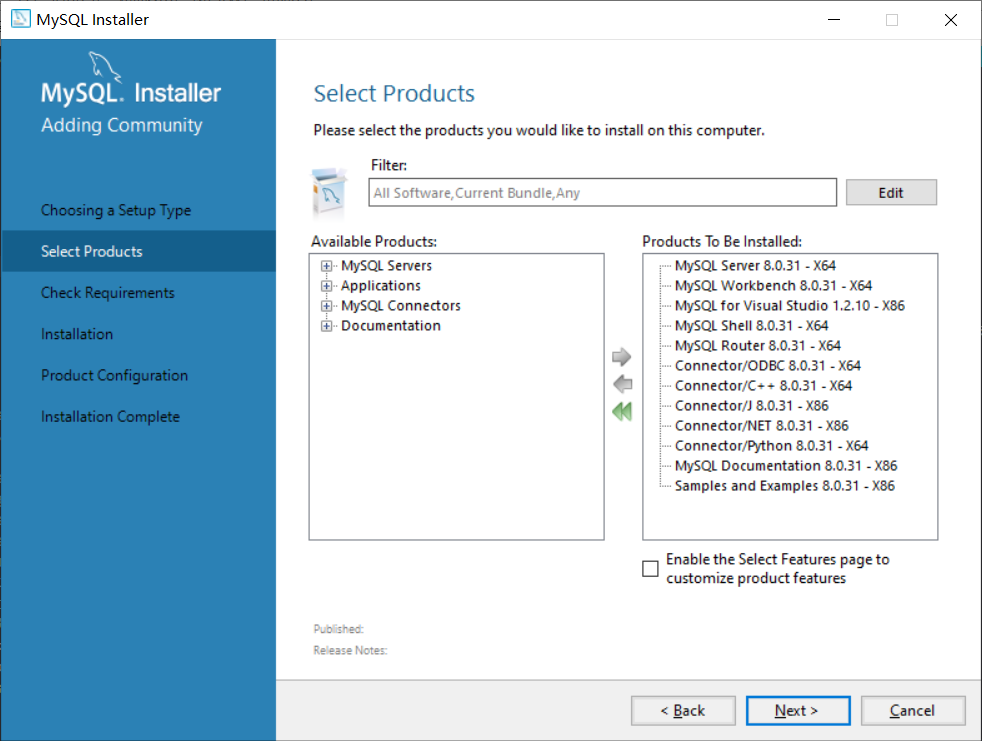 MySQL Installer
MySQL. Installer
Adding Community
Choosing a Setup Type
Select Products
Check Requirements
Installation
Product Configuration
Installation Complete
Select Products
Please select the products you would like to install on this computer.
Filter:
All Software,Current Bundle,Any
Edit
Available Products:
MySQL Servers
Applications
MySQL Connectors
Documentation
Products To Be Installed:
MySQL Server 8.0.31 - X64
MySQL Workbench 8.0.31 - X64
MySQL for Visual Studio 1.2.10 - X86
MySQL Shell 8.0.31 - X64
MySQL Router 8.0.31 - X64
Connector/ODBC 8.0.31 - X64
Connector/C++ 8.0.31 - X64
Connector/J 8.0.31 - X86
Connector/NET 8.0.31 - X86
Connector/Python 8.0.31 - X64
MySQL Documentation 8.0.31 - X86
Samples and Examples 8.0.31 - X86
Enable the Select Features page to
customize product features
Published:
Release Notes:
< Back
Next >
Cancel